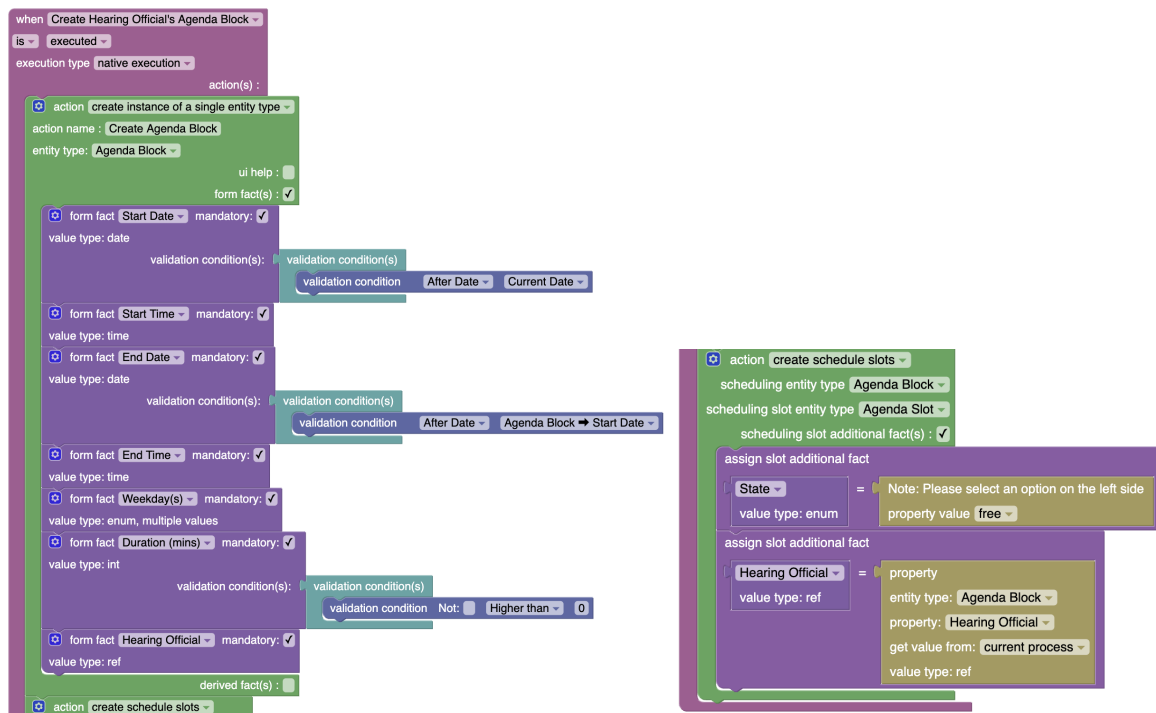 when Create Hearing Official's Agenda Block
is executed
execution type native execution
action(s) :
action create instance of a single entity type
action name : Create Agenda Block
entity type: Agenda Block
ui help :
form fact(s) : ✓
form fact Start Date mandatory: ✓
value type: date
validation condition(s): validation condition(s)
validation condition After Date Current Date
form fact Start Time mandatory: ✓
value type: time
form fact End Date mandatory: ✓
value type: date
validation condition(s): validation condition(s)
validation condition After Date Agenda Block ➡ Start Date
form fact End Time mandatory: ✓
value type: time
form fact Weekday(s) mandatory: ✓
value type: enum, multiple values
form fact Duration (mins) mandatory: ✓
value type: int
validation condition(s): validation condition(s)
validation condition Not: Higher than 0
form fact Hearing Official mandatory: ✓
value type: ref
derived fact(s) :
action create schedule slots
action create schedule slots
scheduling entity type Agenda Block
scheduling slot entity type Agenda Slot
scheduling slot additional fact(s) : ✓
assign slot additional fact
State = Note: Please select an option on the left side
value type: enum property value free
assign slot additional fact
Hearing Official = property
value type: ref entity type: Agenda Block
property: Hearing Official
get value from: current process
value type: ref